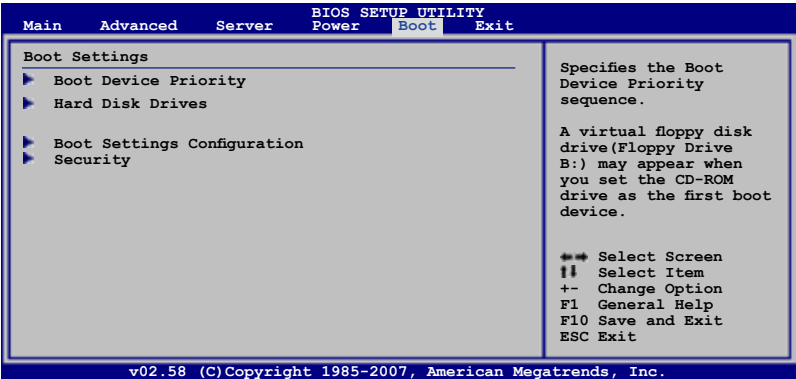 BIOS SETUP UTILITY
Main Advanced Server Power Boot Exit
Boot Settings
Boot Device Priority
Hard Disk Drives
Boot Settings Configuration
Security
Specifies the Boot
Device Priority
sequence.
A virtual floppy disk
drive(Floppy Drive
B:) may appear when
you set the CD-ROM
drive as the first boot
device.
Select Screen
Select Item
+- Change Option
F1 General Help
F10 Save and Exit
ESC Exit
v02.58 (C)Copyright 1985-2007, American Megatrends, Inc.